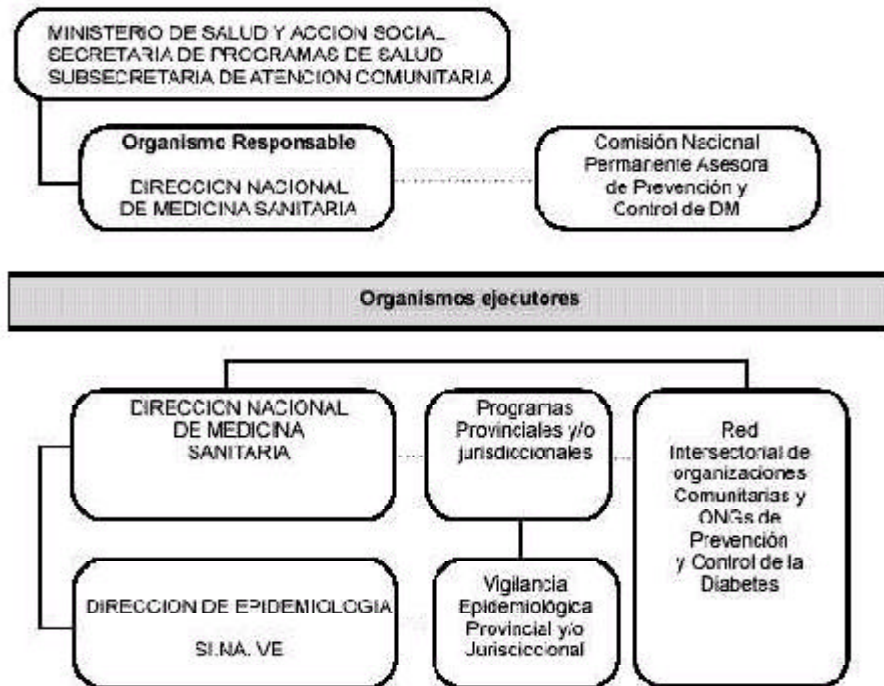 MINISTERIO DE SALUD Y ACCION SOCIAL
SECRETARIA DE PROGRAMAS DE SALUD
SUBSECRETARIA DE ATENCION COMUNITARIA
Organismo Responsable
DIRECCION NACIONAL
DE MEDICINA SANITARIA
Comisión Nacional
Permanente Asesora
de Prevención y
Control de DM
Organismos ejecutores
DIRECCION NACIONAL
DE MEDICINA
SANITARIA
Programas
Provinciales y/o
jurisdiccionales
Red
Intersectorial de
organizaciones
Comunitarias y
ONGs de
Prevención
y Control de la
Diabetes
DIRECCION DE EPIDEMIOLOGIA
SI.NA. VE
Vigilancia
Epidemiológica
Provincial y/o
Jurisciccional